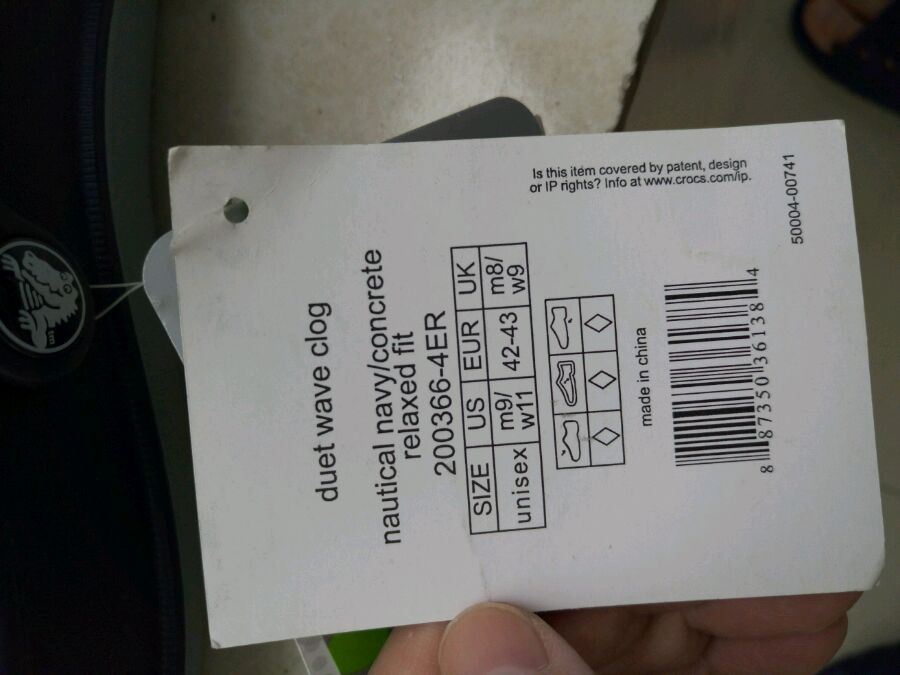 duet wave clog
nautical navy/concrete
relaxed fit
200366-4ER
SIZE US EUR UK
unisex m9/ w11 42-43 m8/ w9
made in china
8 87350 36138 4
Is this item covered by patent, design
or IP rights? Info at www.crocs.com/ip.
50004-00741